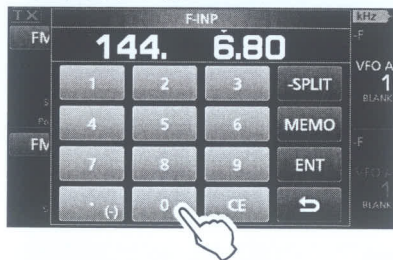 TX F-INP kHz
144. 6.80
FM -F
1 2 3 -SPLIT VFO A
1
BLANK
4 5 6 MEMO
FM -F
7 8 9 ENT
VFO A
1
. (-) 0 CE BLANK